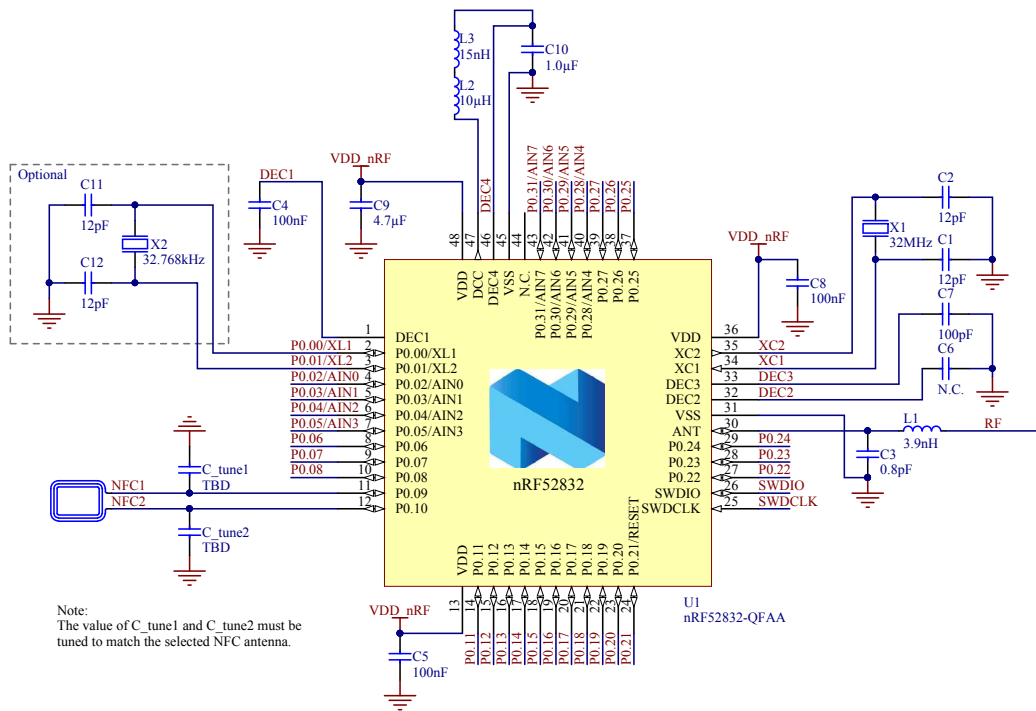 L3
15nH
L2
10µH
C10
1.0µF
Optional
C11
12pF
X2
32.768kHz
C12
12pF
DEC1
C4
100nF
VDD_nRF
C9
4.7µF
DEC4
P0.31/AIN7
P0.30/AIN6
P0.29/AIN5
P0.28/AIN4
P0.27
P0.26
P0.25
48
47
46
45
44
43
42
41
40
39
38
37
VDD
DCC
DEC4
VSS
N.C.
P0.31/AIN7
P0.30/AIN6
P0.29/AIN5
P0.28/AIN4
P0.27
P0.26
P0.25
C2
12pF
X1
32MHz
C1
12pF
VDD_nRF
C8
100nF
C7
100pF
C6
N.C.
P0.00/XL1
P0.01/XL2
P0.02/AIN0
P0.03/AIN1
P0.04/AIN2
P0.05/AIN3
P0.06
P0.07
P0.08
NFC1
NFC2
1
2
3
4
5
6
7
8
9
10
11
12
DEC1
P0.00/XL1
P0.01/XL2
P0.02/AIN0
P0.03/AIN1
P0.04/AIN2
P0.05/AIN3
P0.06
P0.07
P0.08
P0.09
P0.10
nRF52832
VDD
XC2
XC1
DEC3
DEC2
VSS
ANT
P0.24
P0.23
P0.22
SWDIO
SWDCLK
36
35
34
33
32
31
30
29
28
27
26
25
XC2
XC1
DEC3
DEC2
P0.24
P0.23
P0.22
SWDIO
SWDCLK
L1
3.9nH
RF
C3
0.8pF
C_tune1
TBD
C_tune2
TBD
VDD
P0.11
P0.12
P0.13
P0.14
P0.15
P0.16
P0.17
P0.18
P0.19
P0.20
P0.21/RESET
13
14
15
16
17
18
19
20
21
22
23
24
P0.11
P0.12
P0.13
P0.14
P0.15
P0.16
P0.17
P0.18
P0.19
P0.20
P0.21
U1
nRF52832-QFAA
VDD_nRF
C5
100nF
Note:
The value of C_tune1 and C_tune2 must be
tuned to match the selected NFC antenna.